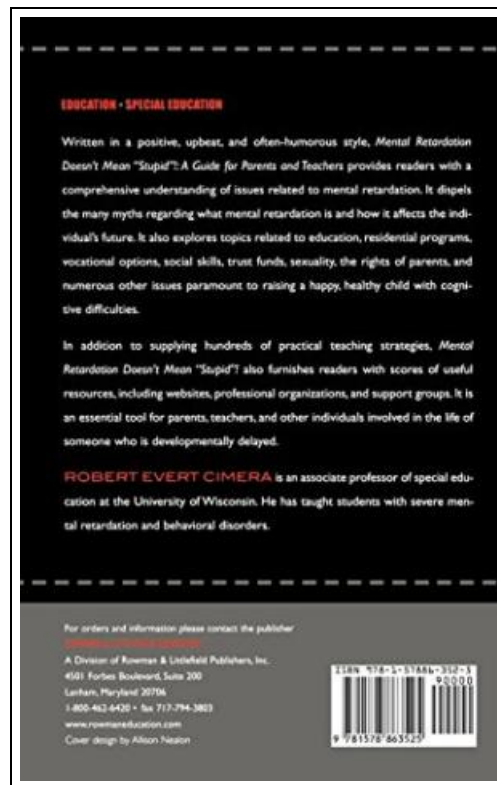 EDUCATION • SPECIAL EDUCATION
Written in a positive, upbeat, and often-humorous style, Mental Retardation
Doesn't Mean "Stupid"!: A Guide for Parents and Teachers provides readers with a
comprehensive understanding of issues related to mental retardation. It dispels
the many myths regarding what mental retardation is and how it affects the indi-
vidual's future. It also explores topics related to education, residential programs,
vocational options, social skills, trust funds, sexuality, the rights of parents, and
numerous other issues paramount to raising a happy, healthy child with cogni-
tive difficulties.
In addition to supplying hundreds of practical teaching strategies, Mental
Retardation Doesn't Mean "Stupid"! also furnishes readers with scores of useful
resources, including websites, professional organizations, and support groups. It is
an essential tool for parents, teachers, and other individuals involved in the life of
someone who is developmentally delayed.
ROBERT EVERT CIMERA is an associate professor of special edu-
cation at the University of Wisconsin. He has taught students with severe men-
tal retardation and behavioral disorders.
For orders and information please contact the publisher
A Division of Rowman & Littlefield Publishers, Inc.
4501 Forbes Boulevard, Suite 200
Lanham, Maryland 20706
1-800-462-6420 • fax 717-794-3803
www.rowmaneducation.com
Cover design by Allison Nealon
ISBN 978-1-57886-352-5
90000
9 781578 863525